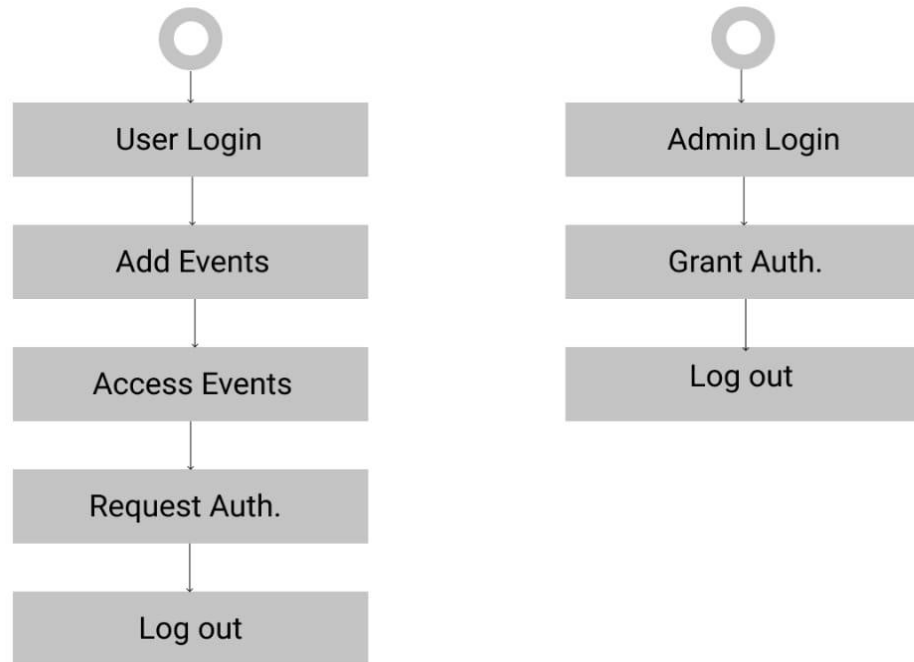 User Login
Add Events
Access Events
Request Auth.
Log out
Admin Login
Grant Auth.
Log out